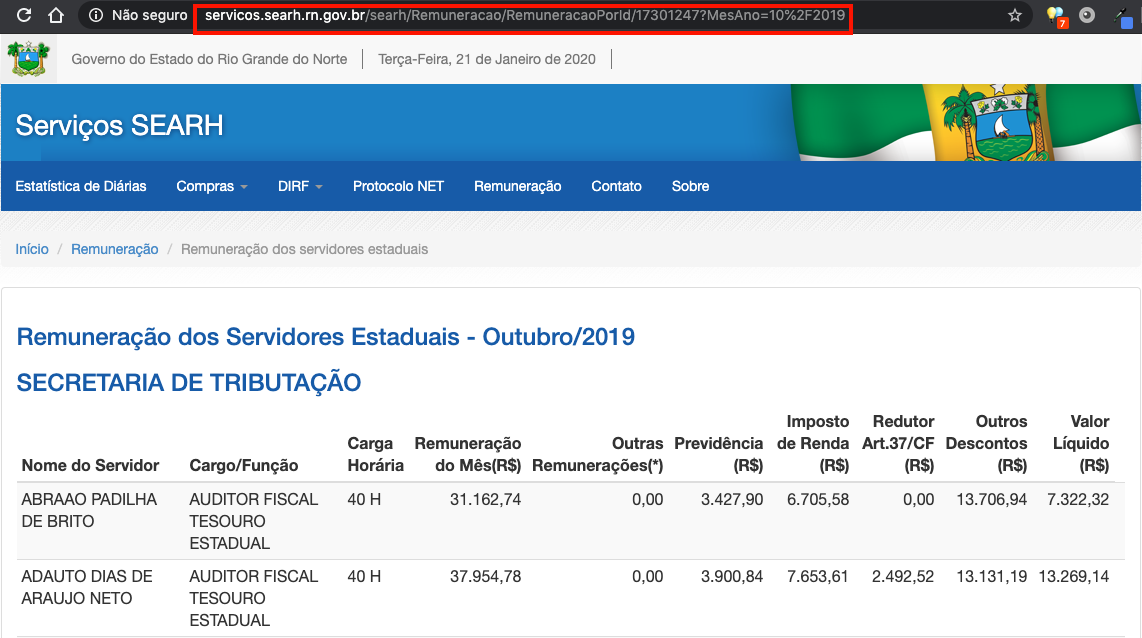 Não seguro
servicos.searh.rn.gov.br/searh/Remuneracao/RemuneracaoPorId/17301247?MesAno=10%2F2019
7
Governo do Estado do Rio Grande do Norte
Terça-Feira, 21 de Janeiro de 2020
Serviços SEARH
Estatística de Diárias Compras DIRF Protocolo NET Remuneração Contato Sobre
Início / Remuneração / Remuneração dos servidores estaduais
Remuneração dos Servidores Estaduais - Outubro/2019
SECRETARIA DE TRIBUTAÇÃO
Imposto Redutor Outros Valor
Carga Remuneração Outras Previdência de Renda Art.37/CF Descontos Líquido
Nome do Servidor Cargo/Função Horária do Mês(R$) Remunerações(*) (R$) (R$) (R$) (R$) (R$)
ABRAAO PADILHA AUDITOR FISCAL 40 H 31.162,74 0,00 3.427,90 6.705,58 0,00 13.706,94 7.322,32
DE BRITO TESOURO
ESTADUAL
ADAUTO DIAS DE AUDITOR FISCAL 40 H 37.954,78 0,00 3.900,84 7.653,61 2.492,52 13.131,19 13.269,14
ARAUJO NETO TESOURO
ESTADUAL